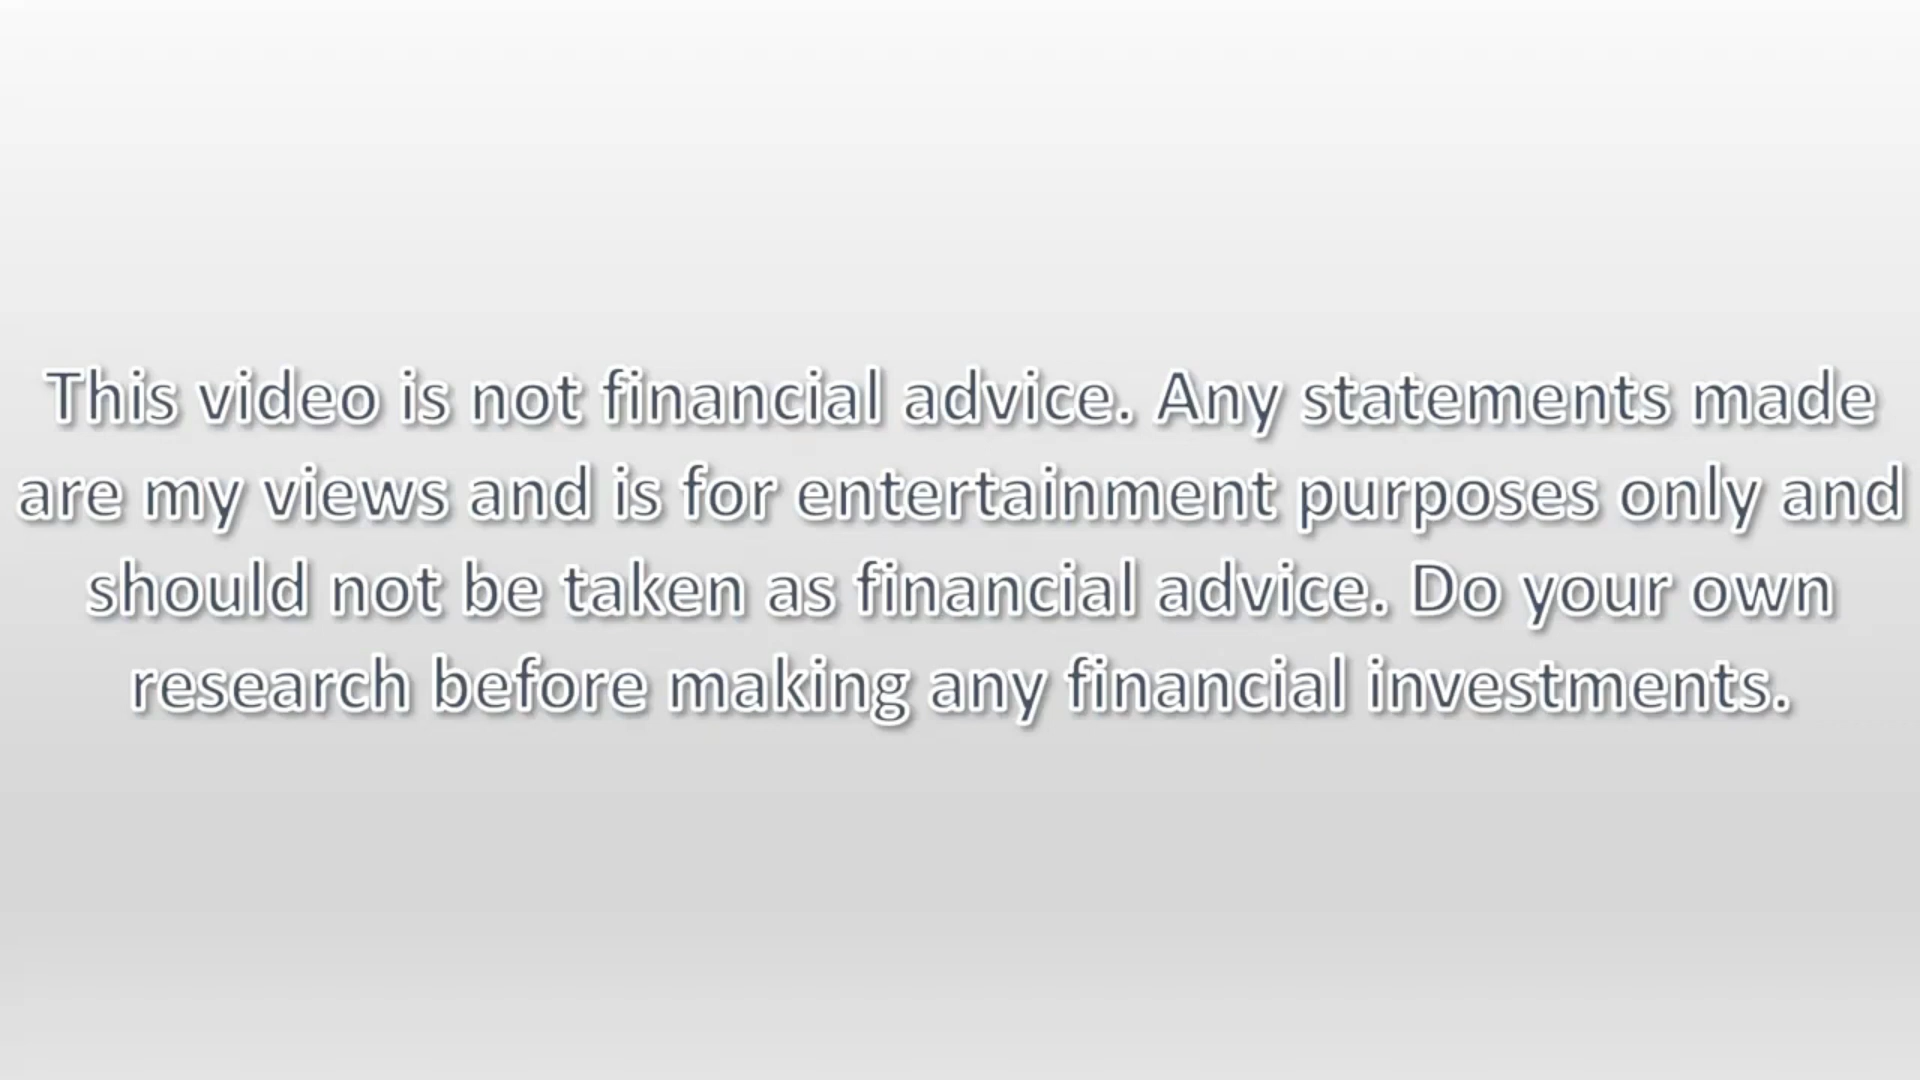 This video is not financial advice. Any statements made
are my views and is for entertainment purposes only and
should not be taken as financial advice. Do your own
research before making any financial investments.